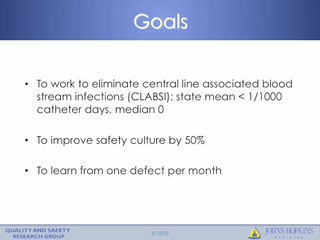 Goals
• To work to eliminate central line associated blood
stream infections (CLABSI); state mean < 1/1000
catheter days, median 0
• To improve safety culture by 50%
• To learn from one defect per month
QUALITY AND SAFETY
RESEARCH GROUP
© 2009
JOHNS HOPKINS
MEDICINE